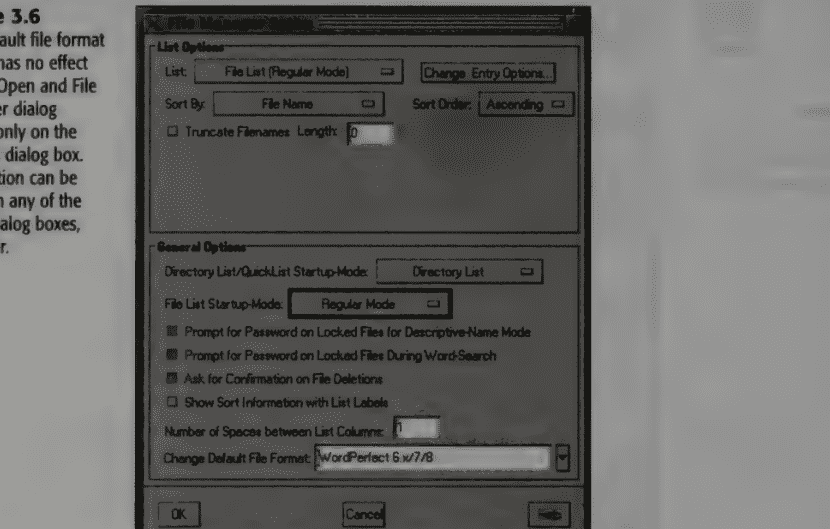 e 3.6
ault file format
has no effect
Open and File
er dialog
only on the
dialog box.
tion can be
n any of the
alog boxes,
r.
File Manager
List Options
List: File List (Regular Mode) Change Entry Options...
Sort By: File Name Sort Order: Ascending
Truncate Filenames Length: 0
General Options
Directory List/QuickList Startup-Mode: Directory List
File List Startup-Mode: Regular Mode
Prompt for Password on Locked Files for Descriptive-Name Mode
Prompt for Password on Locked Files During Word-Search
Ask for Confirmation on File Deletions
Show Sort Information with List Labels
Number of Spaces between List Columns: 1
Change Default File Format: WordPerfect 6.x/7/8
OK Cancel Help